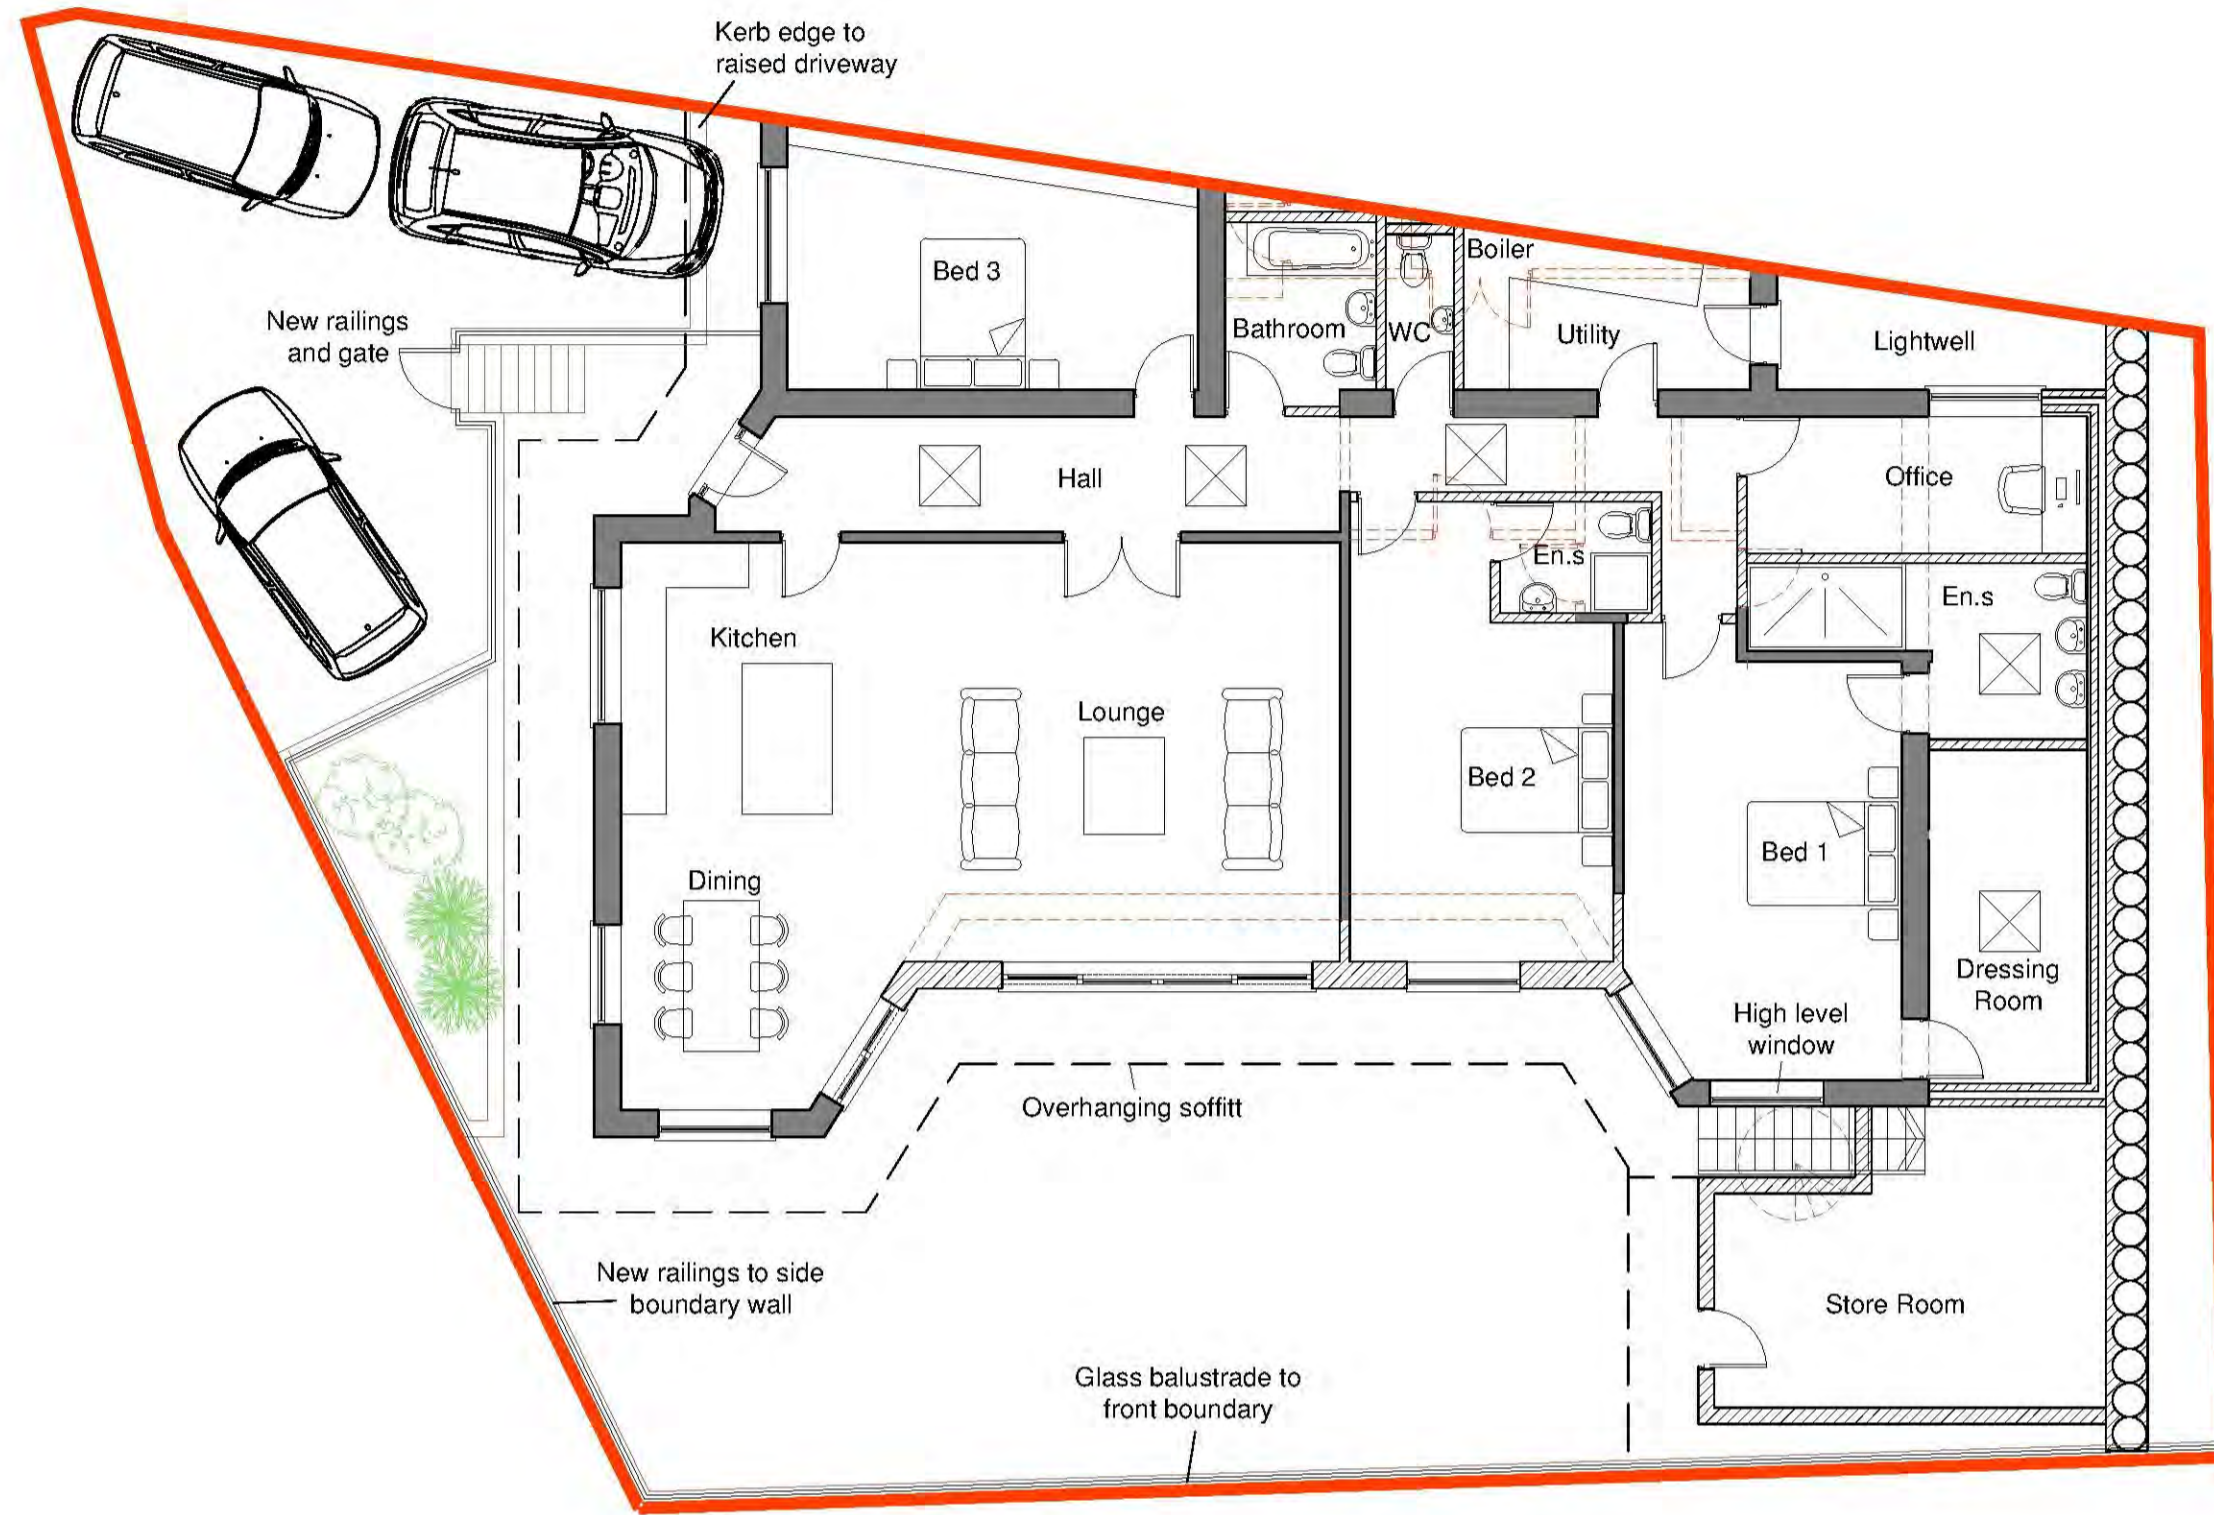 Kerb edge to
raised driveway
Bed 3
Boiler
New railings
and gate
Bathroom
WC
Utility
Lightwell
Hall
Office
En.s
En.s
Kitchen
Lounge
Bed 2
Bed 1
Dining
Dressing
Room
High level
window
Overhanging soffitt
New railings to side
boundary wall
Store Room
Glass balustrade to
front boundary